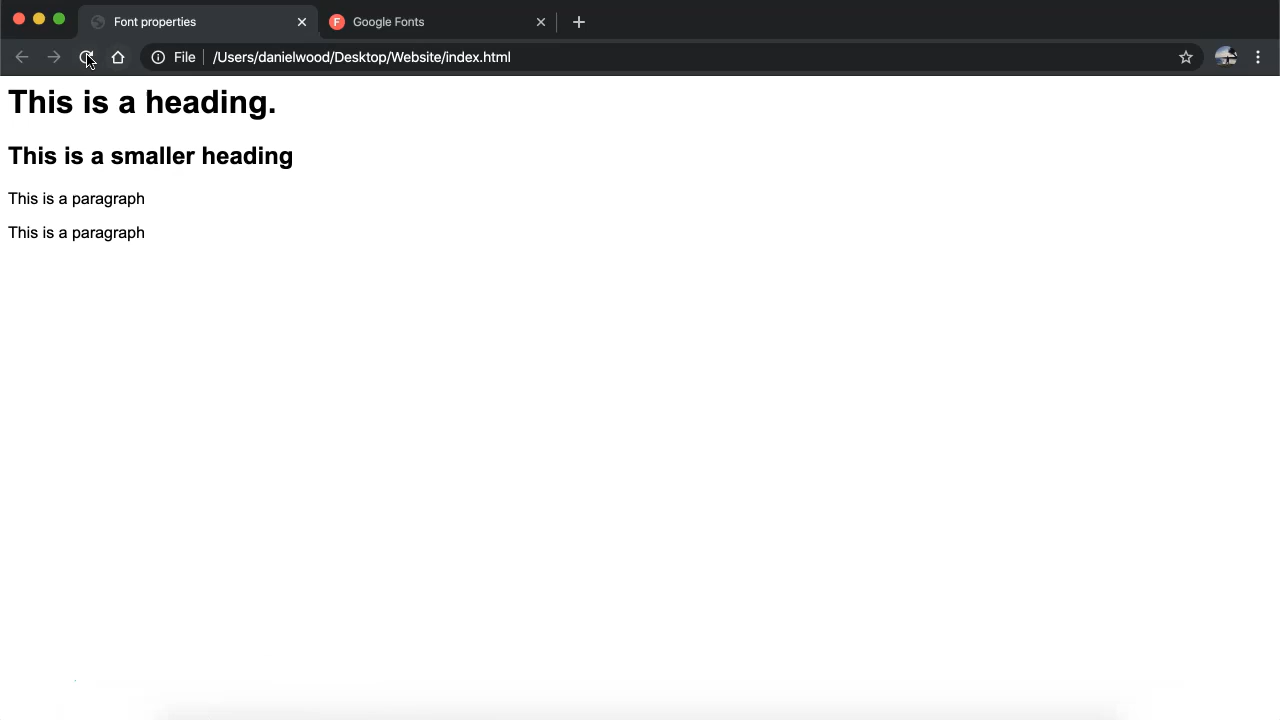 Font properties
F Google Fonts
File /Users/danielwood/Desktop/Website/index.html
This is a heading.
This is a smaller heading
This is a paragraph
This is a paragraph